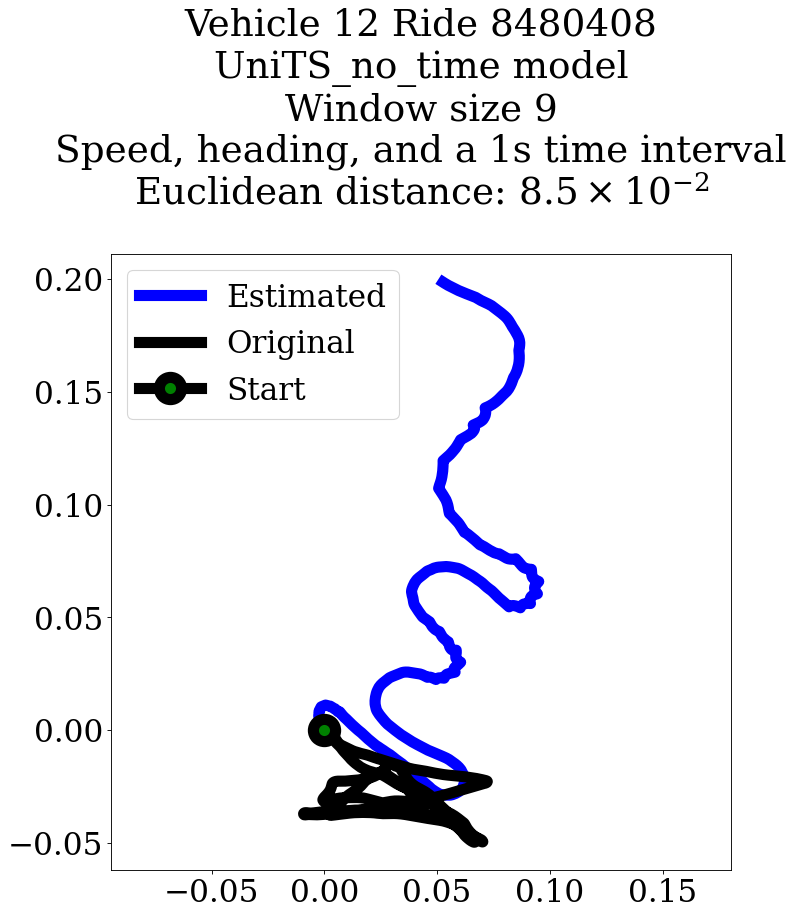 Vehicle 12 Ride 8480408
UniTS_no_time model
Window size 9
Speed, heading, and a 1s time interval
Euclidean distance: 8.5 × 10⁻²
Estimated
Original
Start
0.20
0.15
0.10
0.05
0.00
−0.05
−0.05 0.00 0.05 0.10 0.15